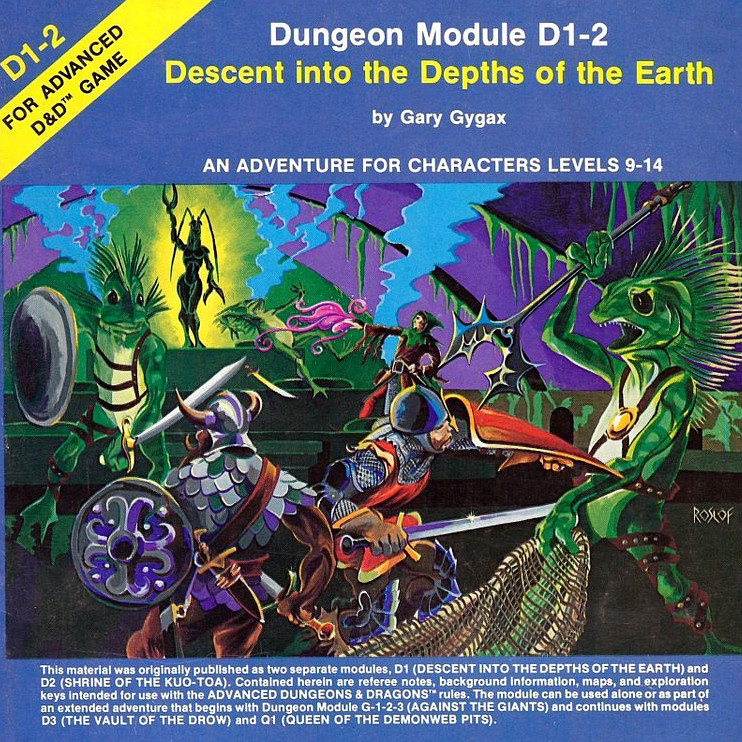 D1-2
FOR ADVANCED
D&D™ GAME
Dungeon Module D1-2
Descent into the Depths of the Earth
by Gary Gygax
AN ADVENTURE FOR CHARACTERS LEVELS 9-14
ROSLOF
This material was originally published as two separate modules, D1 (DESCENT INTO THE DEPTHS OF THE EARTH) and
D2 (SHRINE OF THE KUO-TOA). Contained herein are referee notes, background information, maps, and exploration
keys intended for use with the ADVANCED DUNGEONS & DRAGONS™ rules. The module can be used alone or as part of
an extended adventure that begins with Dungeon Module G-1-2-3 (AGAINST THE GIANTS) and continues with modules
D3 (THE VAULT OF THE DROW) and Q1 (QUEEN OF THE DEMONWEB PITS).